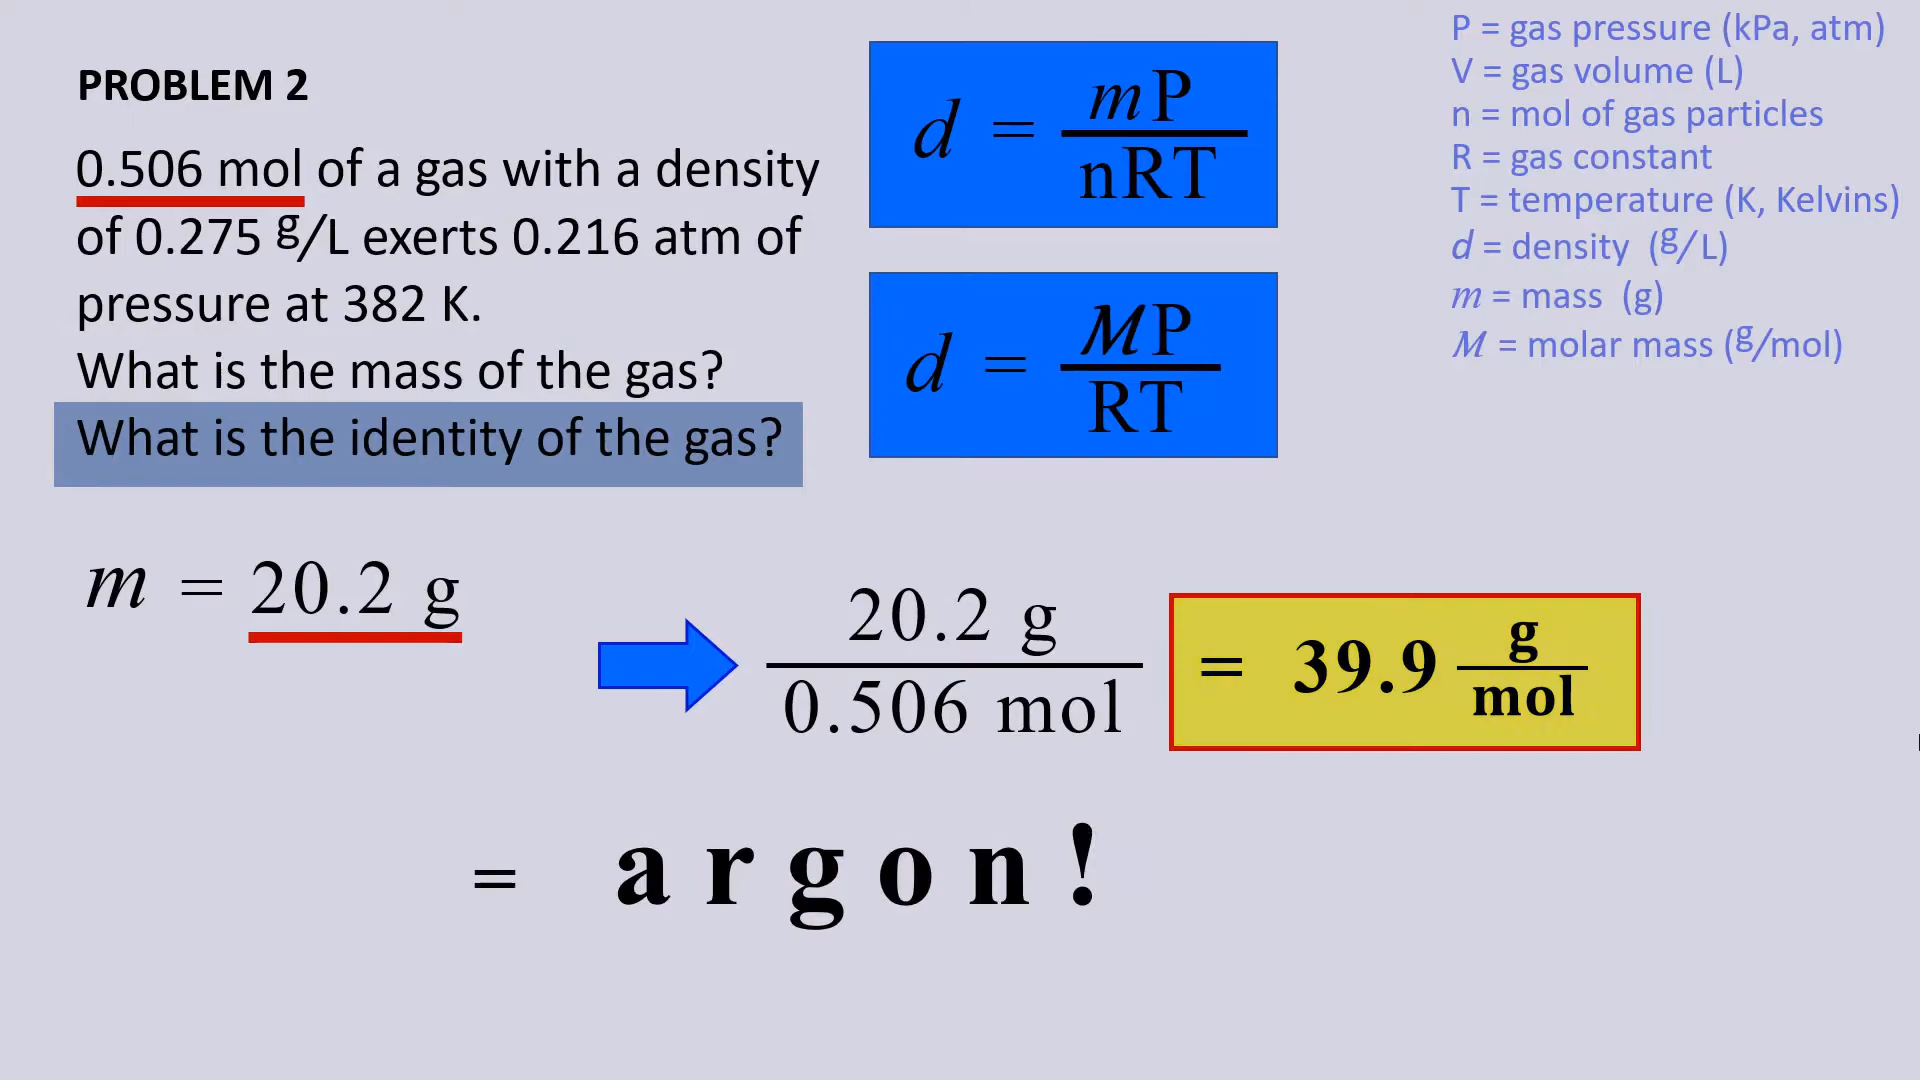 PROBLEM 2
0.506 mol of a gas with a density
of 0.275 g/L exerts 0.216 atm of
pressure at 382 K.
What is the mass of the gas?
What is the identity of the gas?
d = mP
nRT
d = MP
RT
P = gas pressure (kPa, atm)
V = gas volume (L)
n = mol of gas particles
R = gas constant
T = temperature (K, Kelvins)
d = density (g/L)
m = mass (g)
M = molar mass (g/mol)
m = 20.2 g
20.2 g
0.506 mol
= 39.9 g
mol
= argon!